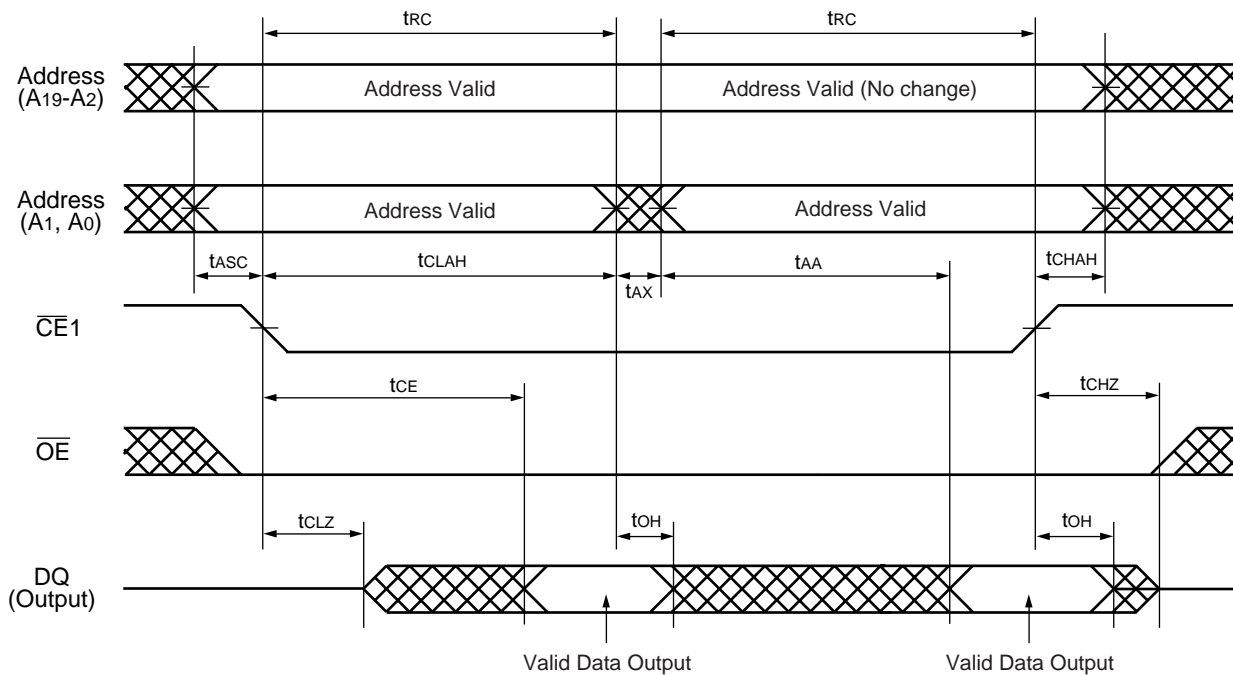 tRC tRC
Address
(A19-A2)
Address Valid Address Valid (No change)
Address
(A1, A0)
Address Valid Address Valid
tASC tCLAH tAX tAA tCHAH
CE1
tCE tCHZ
OE
tCLZ tOH tOH
DQ
(Output)
Valid Data Output Valid Data Output